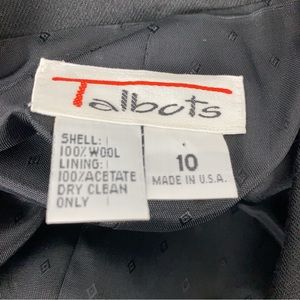 Talbots
SHELL:
100% WOOL
LINING:
100% ACETATE
DRY CLEAN
ONLY
10
MADE IN U.S.A.